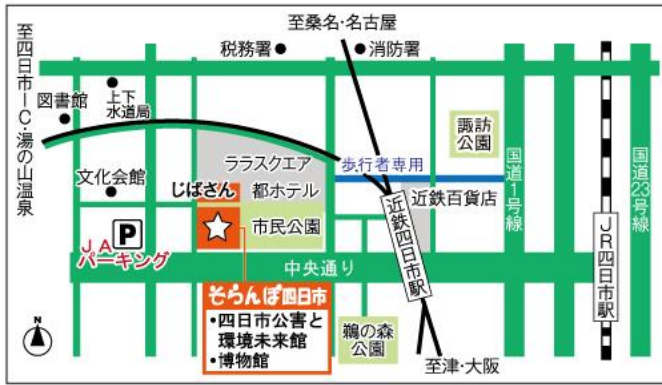 至桑名・名古屋
税務署
消防署
至四日市IC・湯の山温泉
上下
水道局
図書館
諏訪
公園
ララスクエア
歩行者専用
国道1号線
国道23号線
文化会館
じばさん
都ホテル
近鉄百貨店
市民公園
近鉄四日市駅
JR四日市駅
P
JA
パーキング
中央通り
そらんぽ四日市
・四日市公害と
環境未来館
・博物館
鵜の森
公園
至津・大阪
N